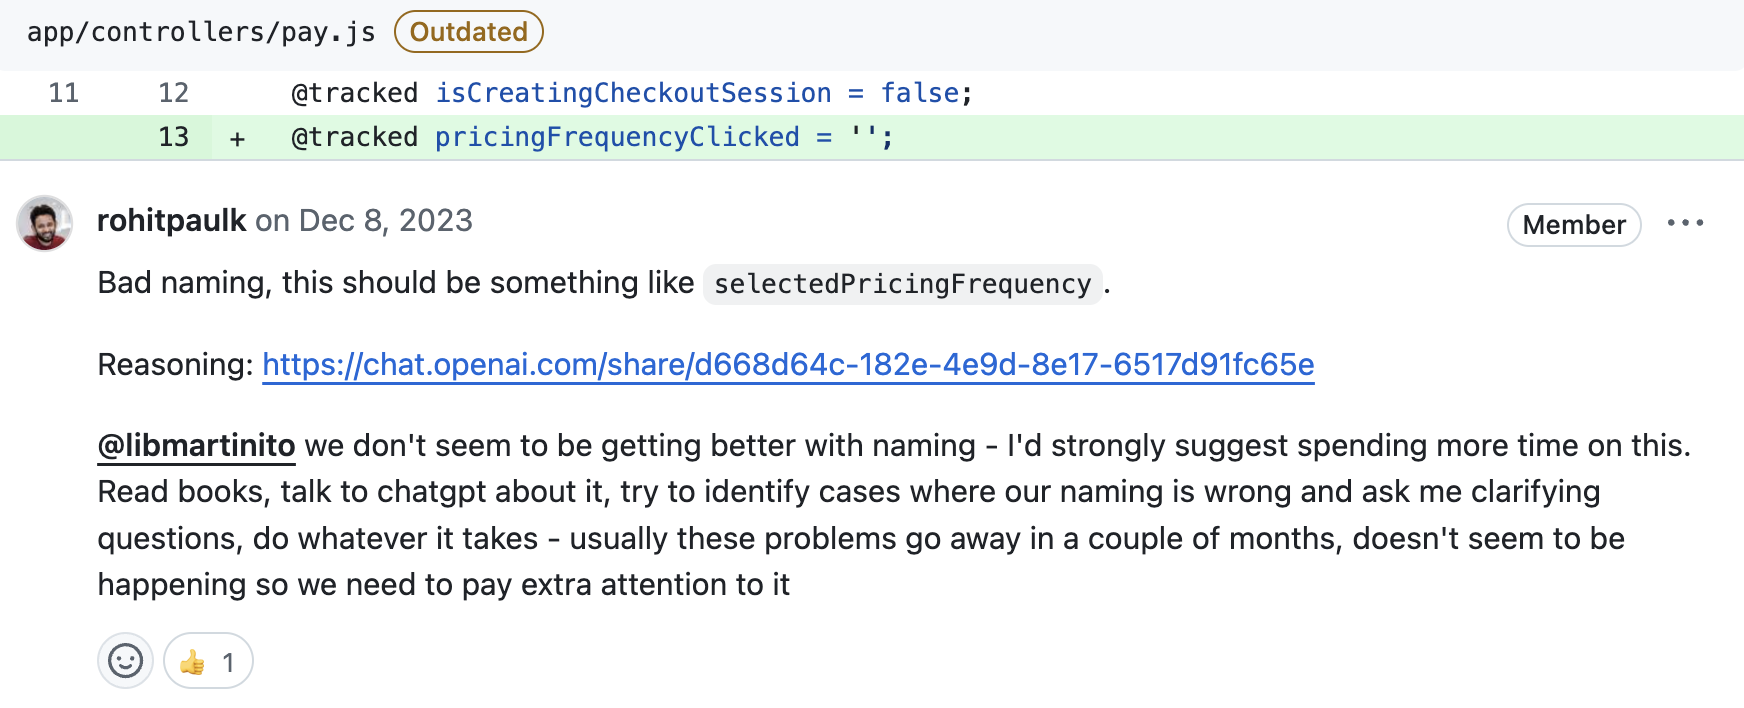 app/controllers/pay.js Outdated
11 12 @tracked isCreatingCheckoutSession = false;
13 + @tracked pricingFrequencyClicked = '';
rohitpaulk on Dec 8, 2023 Member ...
Bad naming, this should be something like selectedPricingFrequency.
Reasoning: https://chat.openai.com/share/d668d64c-182e-4e9d-8e17-6517d91fc65e
@libmartinito we don't seem to be getting better with naming - I'd strongly suggest spending more time on this.
Read books, talk to chatgpt about it, try to identify cases where our naming is wrong and ask me clarifying
questions, do whatever it takes - usually these problems go away in a couple of months, doesn't seem to be
happening so we need to pay extra attention to it
👍 1